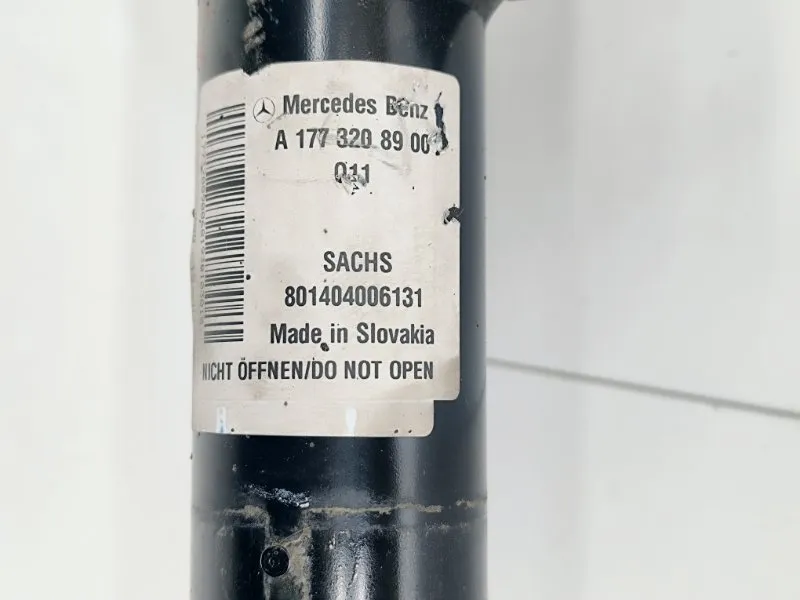 Mercedes Benz
A 177 320 89 00
Q11
SACHS
801404006131
Made in Slovakia
NICHT ÖFFNEN/DO NOT OPEN